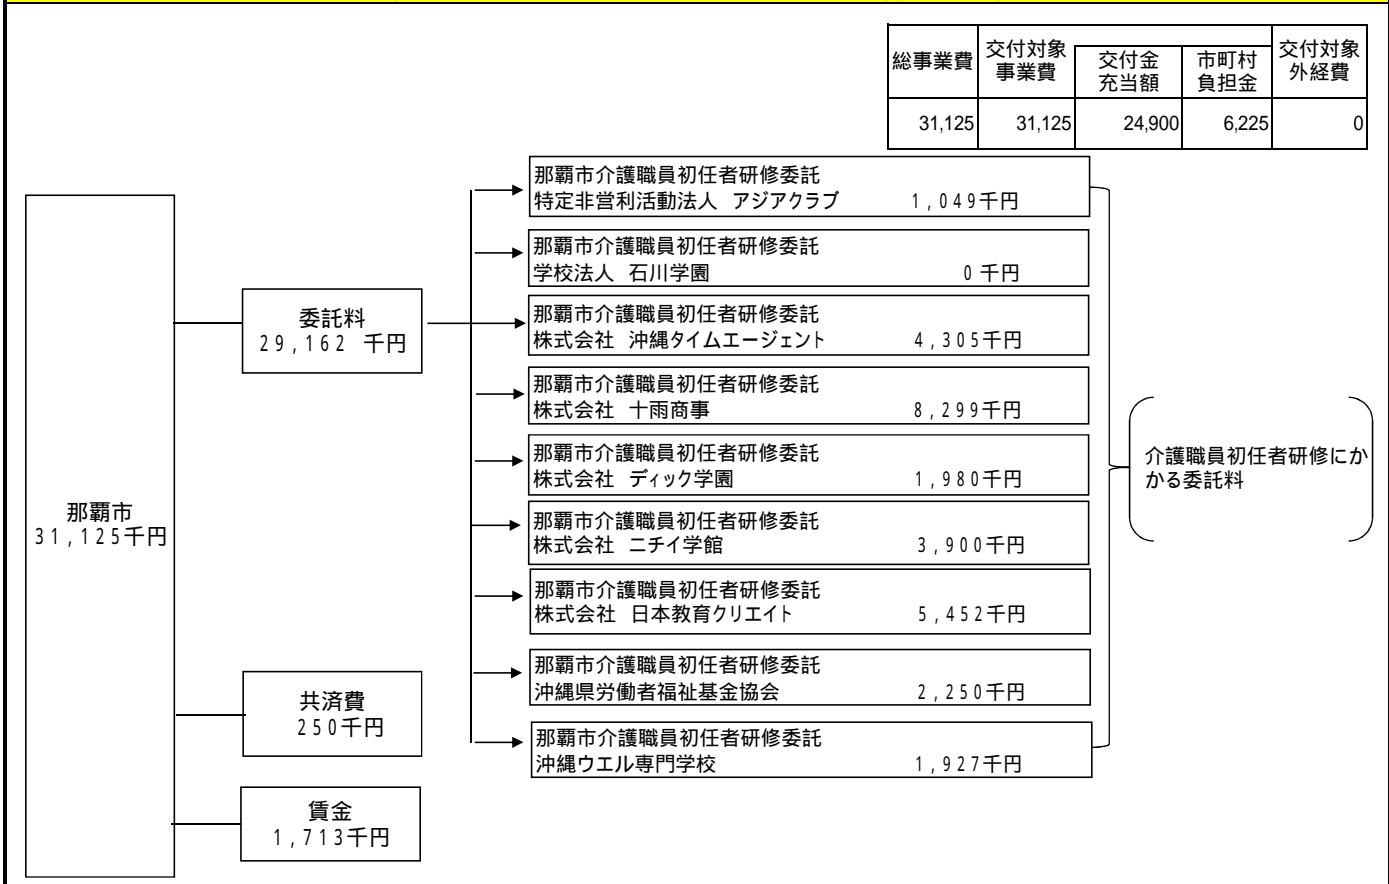 総事業費 交付対象事業費 交付金充当額 市町村負担金 交付対象外経費
31,125 31,125 24,900 6,225 0
那覇市
31,125千円
委託料
29,162 千円
共済費
250千円
賃金
1,713千円
那覇市介護職員初任者研修委託
特定非営利活動法人 アジアクラブ 1,049千円
那覇市介護職員初任者研修委託
学校法人 石川学園 0 千円
那覇市介護職員初任者研修委託
株式会社 沖縄タイムエージェント 4,305千円
那覇市介護職員初任者研修委託
株式会社 十雨商事 8,299千円
那覇市介護職員初任者研修委託
株式会社 ディック学園 1,980千円
那覇市介護職員初任者研修委託
株式会社 ニチイ学館 3,900千円
那覇市介護職員初任者研修委託
株式会社 日本教育クリエイト 5,452千円
那覇市介護職員初任者研修委託
沖縄県労働者福祉基金協会 2,250千円
那覇市介護職員初任者研修委託
沖縄ウエル専門学校 1,927千円
介護職員初任者研修にか
かる委託料